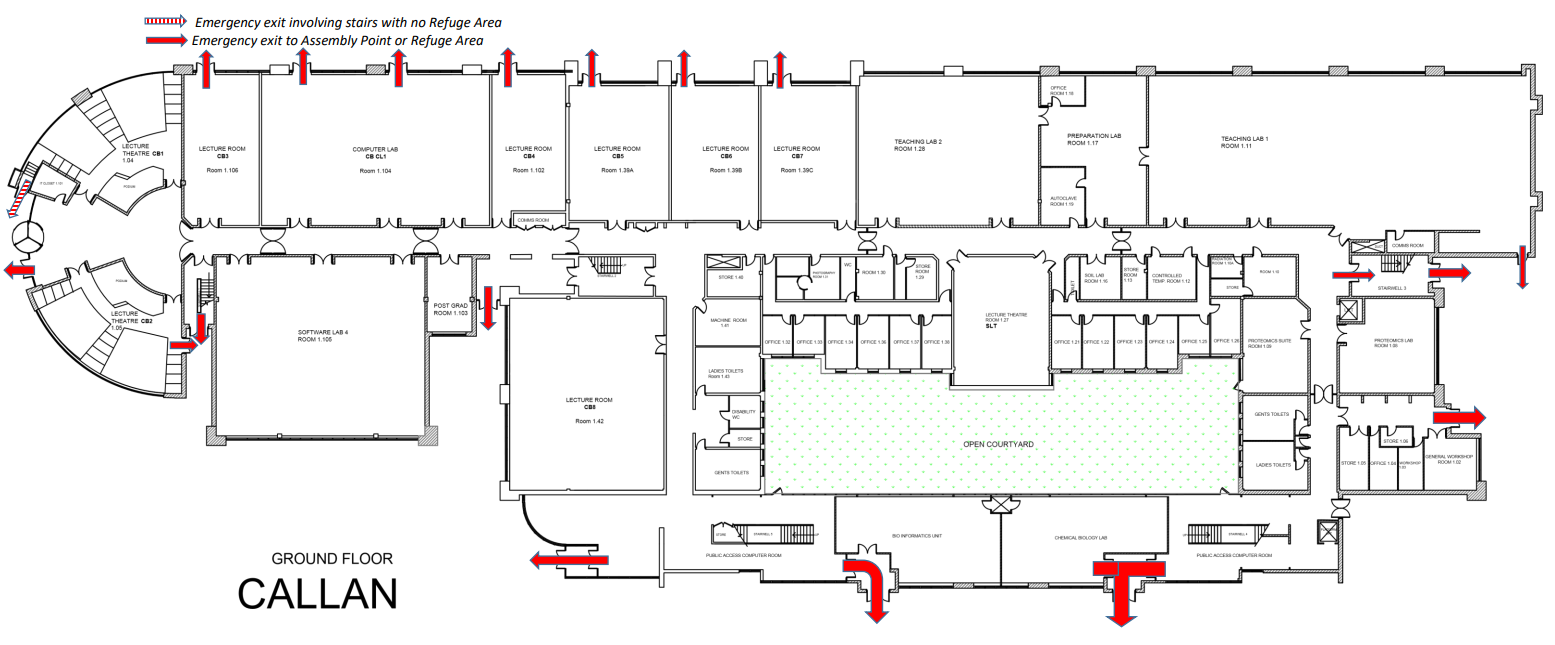 Emergency exit involving stairs with no Refuge Area
Emergency exit to Assembly Point or Refuge Area
LECTURE
THEATRE CB1
1.04
PODIUM
LECTURE ROOM
CB3
Room 1.106
COMPUTER LAB
CB CL1
Room 1.104
LECTURE ROOM
CB4
Room 1.102
COMMS ROOM
LECTURE ROOM
CB5
Room 1.39A
LECTURE ROOM
CB6
Room 1.39B
LECTURE ROOM
CB7
Room 1.39C
TEACHING LAB 2
ROOM 1.28
OFFICE
ROOM 1.18
PREPARATION LAB
ROOM 1.17
AUTOCLAVE
ROOM 1.19
TEACHING LAB 1
ROOM 1.11
COMMS ROOM
STAIRWELL 3
PODIUM
LECTURE
THEATRE CB2
1.05
SOFTWARE LAB 4
ROOM 1.105
POST GRAD
ROOM 1.103
STAIRWELL 2
LECTURE ROOM
CB8
Room 1.42
STORE 1.40
MACHINE ROOM
1.41
LADIES TOILETS
Room 1.43
DISABILITY
WC
STORE
GENTS TOILETS
WC
ROOM 1.30
STORE
ROOM
1.29
OFFICE 1.32
OFFICE 1.33
OFFICE 1.34
OFFICE 1.36
OFFICE 1.37
OFFICE 1.38
LECTURE THEATRE
ROOM 1.27
SLT
TOILET
SOIL LAB
ROOM 1.16
STORE
ROOM
1.13
CONTROLLED
TEMP. ROOM 1.12
STORE
ROOM 1.10
OFFICE 1.21
OFFICE 1.22
OFFICE 1.23
OFFICE 1.24
OFFICE 1.25
OFFICE 1.26
PROTEOMICS SUITE
ROOM 1.09
PROTEOMICS LAB
ROOM 1.08
GENTS TOILETS
LADIES TOILETS
STORE 1.06
STORE 1.05
OFFICE 1.04
WORKSHOP
1.03
GENERAL WORKSHOP
ROOM 1.02
OPEN COURTYARD
STORE
UP
PUBLIC ACCESS COMPUTER ROOM
BIO INFORMATICS UNIT
CHEMICAL BIOLOGY LAB
UP
PUBLIC ACCESS COMPUTER ROOM
GROUND FLOOR
CALLAN